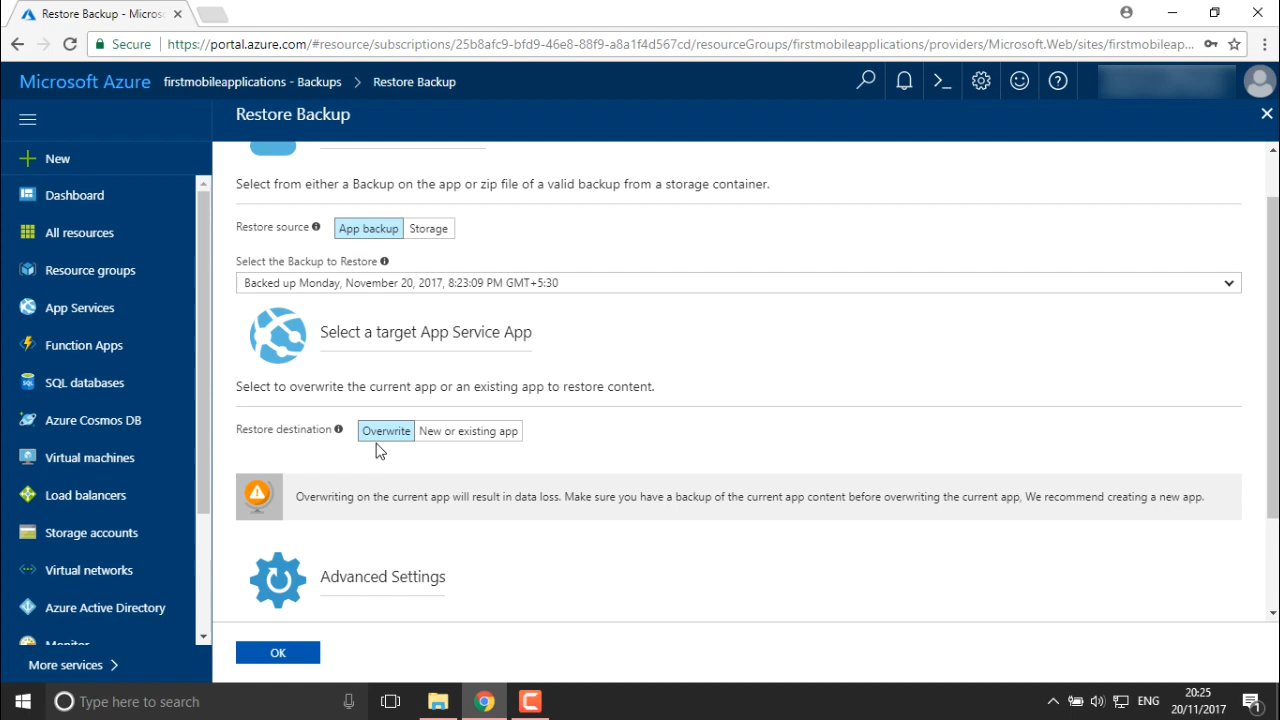 Restore Backup - Micros
Secure https://portal.azure.com/#resource/subscriptions/25b8afc9-bfd9-46e8-88f9-a8a1f4d567cd/resourceGroups/firstmobileapplications/providers/Microsoft.Web/sites/firstmobileap...
Microsoft Azure firstmobileapplications - Backups > Restore Backup
Restore Backup
New
Dashboard
All resources
Resource groups
App Services
Function Apps
SQL databases
Azure Cosmos DB
Virtual machines
Load balancers
Storage accounts
Virtual networks
Azure Active Directory
Monitor
More services
Select from either a Backup on the app or zip file of a valid backup from a storage container.
Restore source App backup Storage
Select the Backup to Restore
Backed up Monday, November 20, 2017, 8:23:09 PM GMT+5:30
Select a target App Service App
Select to overwrite the current app or an existing app to restore content.
Restore destination Overwrite New or existing app
Overwriting on the current app will result in data loss. Make sure you have a backup of the current app content before overwriting the current app, We recommend creating a new app.
Advanced Settings
OK
Type here to search
ENG
20:25
20/11/2017
1